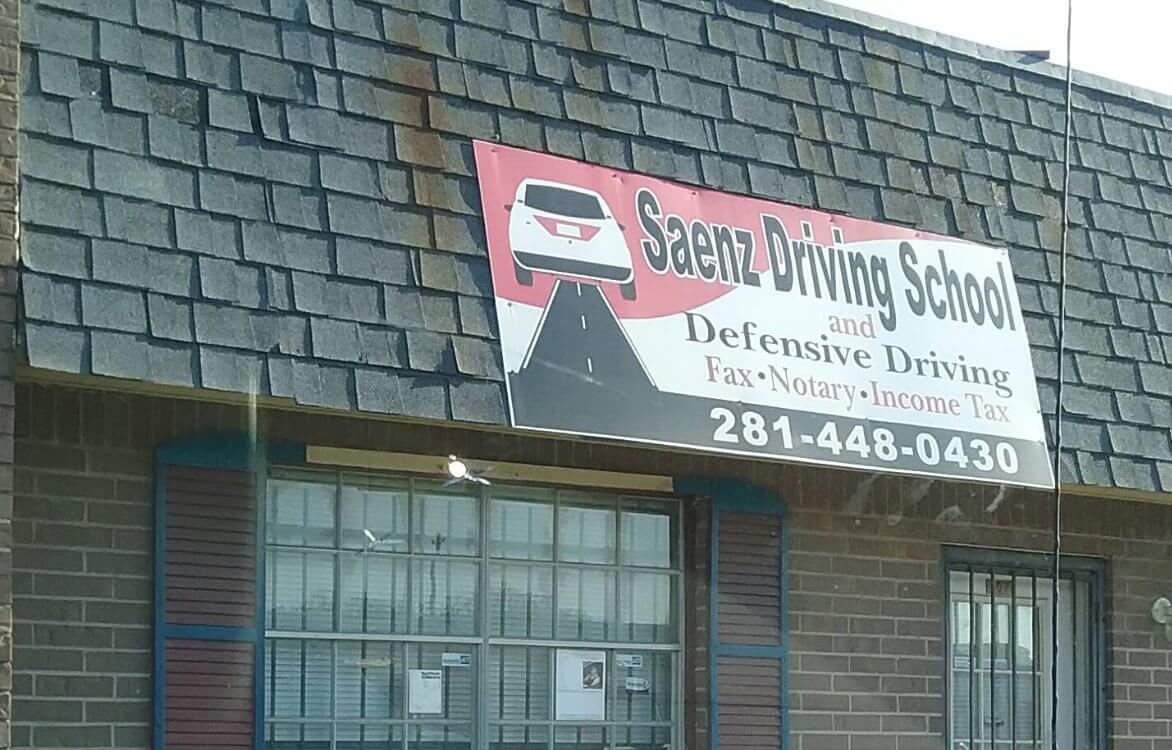 Saenz Driving School
and
Defensive Driving
Fax • Notary • Income Tax
281-448-0430